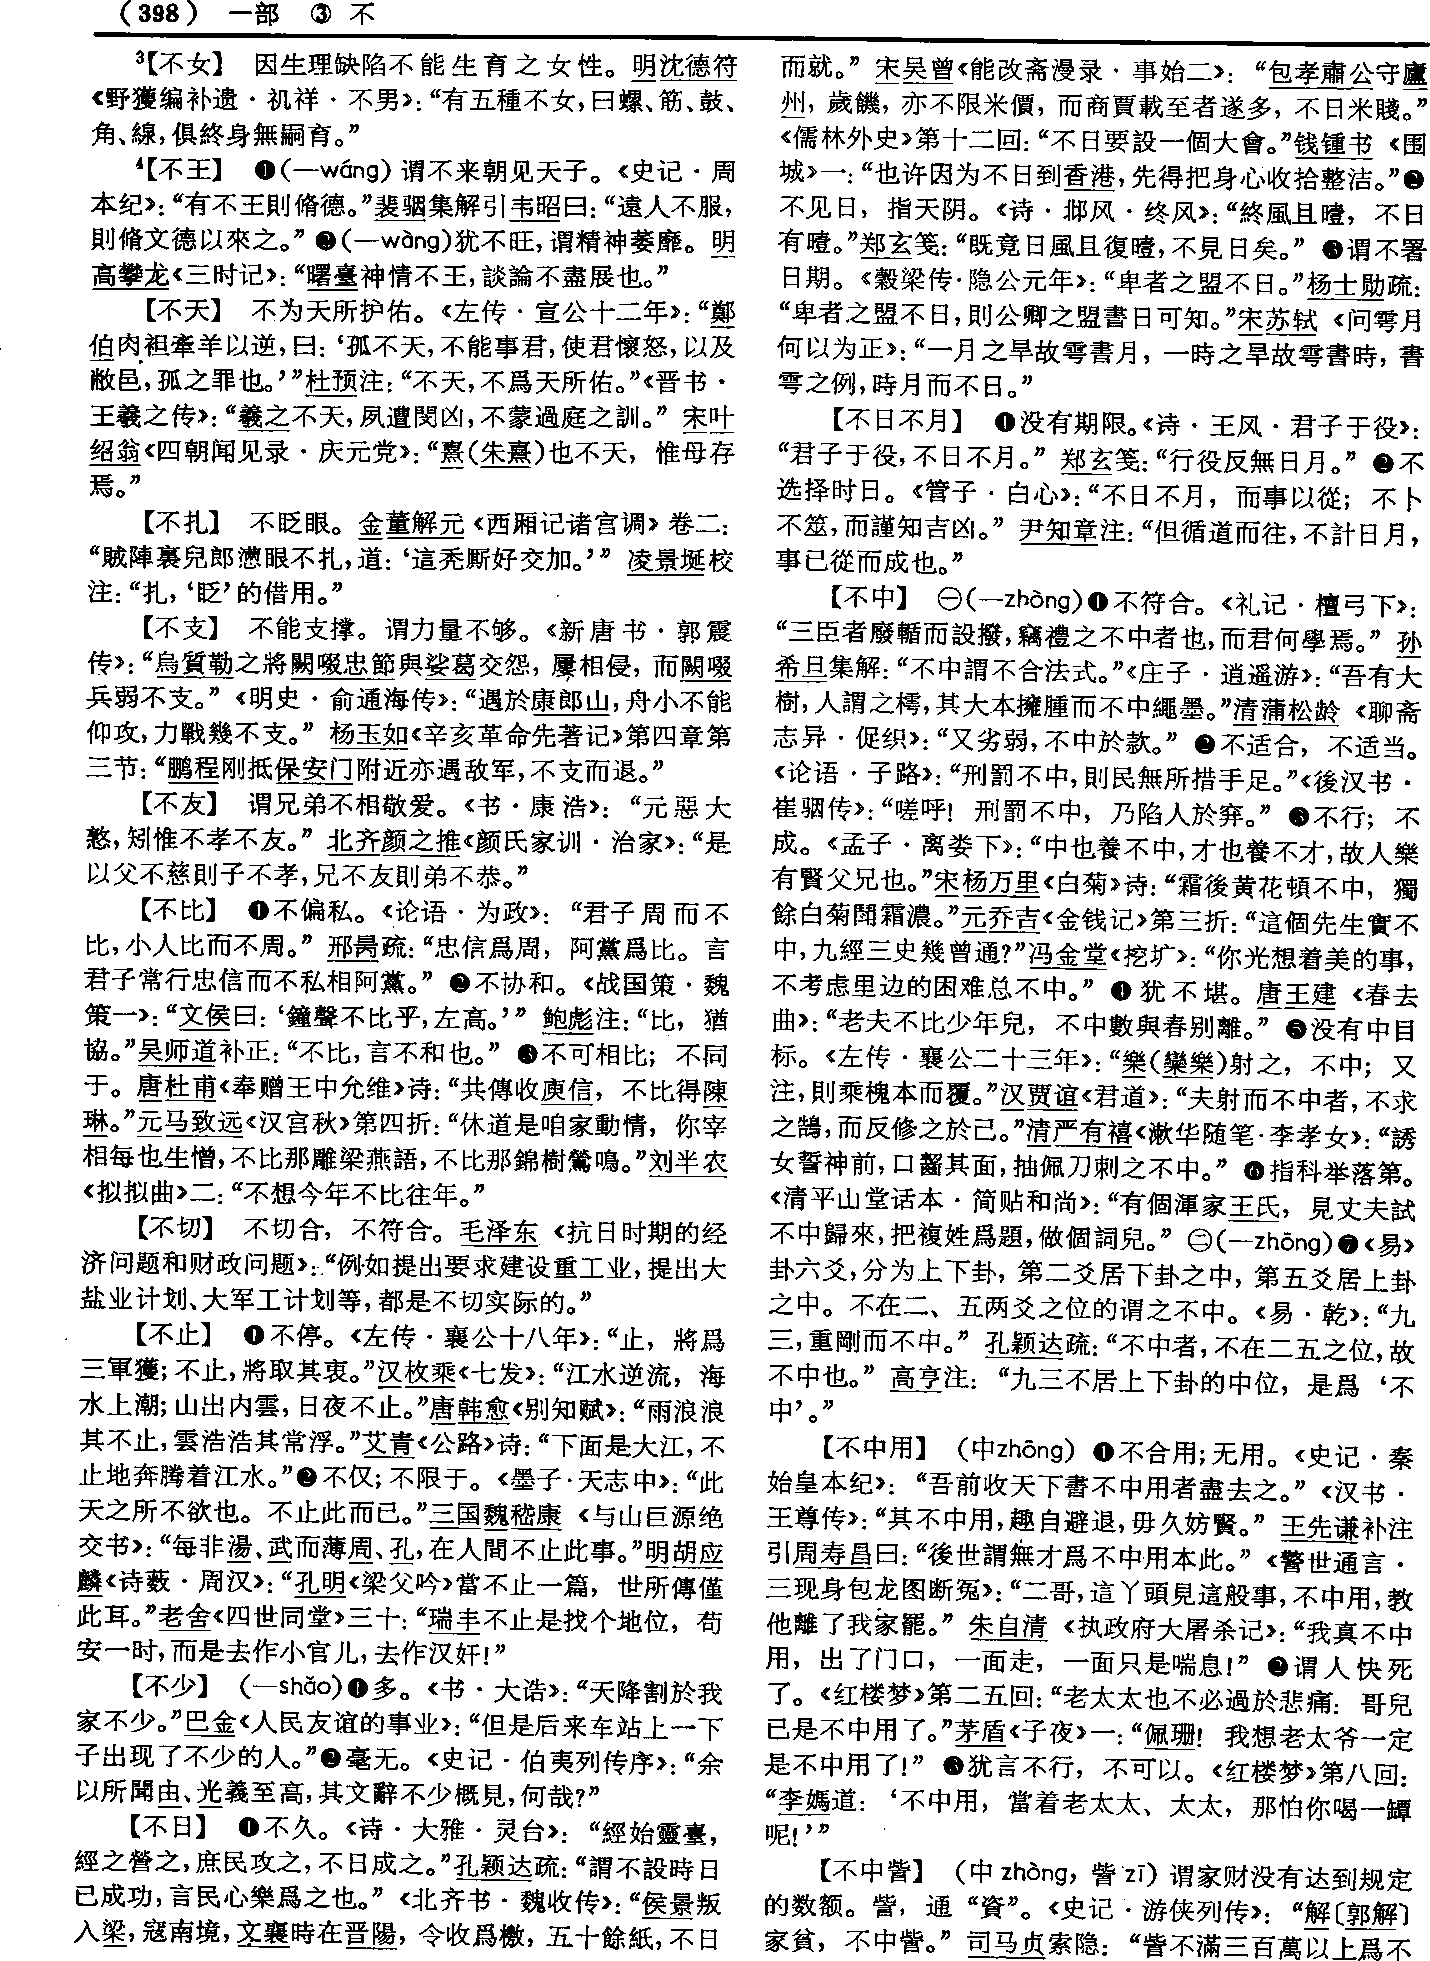 （398） 一部 ③ 不
³【不女】 因生理缺陷不能生育之女性。明沈德符
《野獲编补遗·礽祥·不男》：“有五種不女，曰螺、筋、鼓、
角、線，俱終身無嗣育。”
⁴【不王】 ❶(一wáng) 谓不来朝见天子。《史记·周
本纪》：“有不王則脩德。”裴骃集解引韦昭曰：“遠人不服，
則脩文德以來之。”❷(一wàng)犹不旺，谓精神萎靡。明
高攀龙《三时记》：“曙臺神情不王，談論不盡展也。”
【不天】 不为天所护佑。《左传·宣公十二年》：“鄭
伯肉袒牽羊以逆，曰：‘孤不天，不能事君，使君懷怒，以及
敝邑，孤之罪也。’”杜预注：“不天，不爲天所佑。”《晋书·
王羲之传》：“羲之不天，夙遭閔凶，不蒙過庭之訓。” 宋叶
绍翁《四朝闻见录·庆元党》：“熹(朱熹)也不天，惟母存
焉。”
【不扎】 不眨眼。金董解元《西厢记诸宫调》卷二：
“賊陣裏兒郎懑眼不扎，道：‘這禿厮好交加。’” 凌景埏校
注：“扎，‘眨’的借用。”
【不支】 不能支撑。谓力量不够。《新唐书·郭震
传》：“烏質勒之將闕啜忠節與娑葛交怨，屢相侵，而闕啜
兵弱不支。”《明史·俞通海传》：“遇於康郎山，舟小不能
仰攻，力戰幾不支。” 杨玉如《辛亥革命先著记》第四章第
三节：“鹏程刚抵保安门附近亦遇敌军，不支而退。”
【不友】 谓兄弟不相敬爱。《书·康浩》：“元惡大
憝，矧惟不孝不友。” 北齐颜之推《颜氏家训·治家》：“是
以父不慈則子不孝，兄不友則弟不恭。”
【不比】 ❶不偏私。《论语·为政》：“君子周而不
比，小人比而不周。” 邢昺疏：“忠信爲周，阿黨爲比。言
君子常行忠信而不私相阿黨。” ❷不协和。《战国策·魏
策一》：“文侯曰：‘鐘聲不比乎，左高。’” 鲍彪注：“比，猶
協。”吴师道补正：“不比，言不和也。” ❸不可相比；不同
于。唐杜甫《奉赠王中允维》诗：“共傳收庾信，不比得陳
琳。”元马致远《汉宫秋》第四折：“休道是咱家動情，你宰
相每也生憎，不比那雕梁燕語，不比那錦樹鶯鳴。”刘半农
《拟拟曲》二：“不想今年不比往年。”
【不切】 不切合，不符合。毛泽东《抗日时期的经
济问题和财政问题》：“例如提出要求建设重工业，提出大
盐业计划、大军工计划等，都是不切实际的。”
【不止】 ❶不停。《左传·襄公十八年》：“止，將爲
三軍獲；不止，將取其衷。”汉枚乘《七发》：“江水逆流，海
水上潮；山出内雲，日夜不止。”唐韩愈《别知赋》：“雨浪浪
其不止，雲浩浩其常浮。”艾青《公路》诗：“下面是大江，不
止地奔腾着江水。”❷不仅；不限于。《墨子·天志中》：“此
天之所不欲也。不止此而已。”三国魏嵇康《与山巨源绝
交书》：“每非湯、武而薄周、孔，在人間不止此事。”明胡应
麟《诗薮·周汉》：“孔明《梁父吟》當不止一篇，世所傳僅
此耳。”老舍《四世同堂》三十：“瑞丰不止是找个地位，苟
安一时，而是去作小官儿，去作汉奸！”
【不少】 (一shǎo)❶多。《书·大诰》：“天降割於我
家不少。”巴金《人民友谊的事业》：“但是后来车站上一下
子出现了不少的人。”❷毫无。《史记·伯夷列传序》：“余
以所聞由、光義至高，其文辭不少概見，何哉？”
【不日】 ❶不久。《诗·大雅·灵台》：“經始靈臺，
經之營之，庶民攻之，不日成之。”孔颖达疏：“謂不設時日
已成功，言民心樂爲之也。”《北齐书·魏收传》：“侯景叛
入梁，寇南境，文襄時在晋陽，令收爲檄，五十餘紙，不日
而就。” 宋吴曾《能改斋漫录·事始二》：“包孝肅公守廬
州，歲饑，亦不限米價，而商賈載至者遂多，不日米賤。”
《儒林外史》第十二回：“不日要設一個大會。”钱锺书《围
城》一：“也许因为不日到香港，先得把身心收拾整洁。”❷
不见日，指天阴。《诗·邶风·终风》：“終風且曀，不日
有曀。”郑玄笺：“既竟日風且復曀，不見日矣。” ❸谓不署
日期。《穀梁传·隐公元年》：“卑者之盟不日。”杨士勋疏：
“卑者之盟不日，則公卿之盟書日可知。”宋苏轼《问雩月
何以为正》：“一月之旱故雩書月，一時之旱故雩書時，書
雩之例，時月而不日。”
【不日不月】 ❶没有期限。《诗·王风·君子于役》：
“君子于役，不日不月。” 郑玄笺：“行役反無日月。” ❷不
选择时日。《管子·白心》：“不日不月，而事以從；不卜
不筮，而謹知吉凶。” 尹知章注：“但循道而往，不計日月，
事已從而成也。”
【不中】 ㊀(一zhòng)❶不符合。《礼记·檀弓下》：
“三臣者廢輴而設撥，竊禮之不中者也，而君何學焉。” 孙
希旦集解：“不中謂不合法式。”《庄子·逍遥游》：“吾有大
樹，人謂之樗，其大本擁腫而不中繩墨。”清蒲松龄《聊斋
志异·促织》：“又劣弱，不中於款。” ❷不适合，不适当。
《论语·子路》：“刑罰不中，則民無所措手足。”《後汉书·
崔骃传》：“嗟呼！刑罰不中，乃陷人於穽。” ❸不行；不
成。《孟子·离娄下》：“中也養不中，才也養不才，故人樂
有賢父兄也。”宋杨万里《白菊》诗：“霜後黄花頓不中，獨
餘白菊鬭霜濃。”元乔吉《金钱记》第三折：“這個先生實不
中，九經三史幾曾通？”冯金堂《挖圹》：“你光想着美的事，
不考虑里边的困难总不中。” ❹犹不堪。唐王建《春去
曲》：“老夫不比少年兒，不中數與春别離。” ❺没有中目
标。《左传·襄公二十三年》：“樂(欒樂)射之，不中；又
注，則乘槐本而覆。”汉贾谊《君道》：“夫射而不中者，不求
之鵠，而反修之於己。”清严有禧《漱华随笔·李孝女》：“誘
女誓神前，口齧其面，抽佩刀刺之不中。” ❻指科举落第。
《清平山堂话本·简贴和尚》：“有個渾家王氏，見丈夫試
不中歸來，把複姓爲題，做個詞兒。” ㊁(一zhōng)❼《易》
卦六爻，分为上下卦，第二爻居下卦之中，第五爻居上卦
之中。不在二、五两爻之位的谓之不中。《易·乾》：“九
三，重剛而不中。” 孔颖达疏：“不中者，不在二五之位，故
不中也。” 高亨注：“九三不居上下卦的中位，是爲‘不
中’。”
【不中用】 (中zhōng) ❶不合用；无用。《史记·秦
始皇本纪》：“吾前收天下書不中用者盡去之。”《汉书·
王尊传》：“其不中用，趣自避退，毋久妨賢。” 王先谦补注
引周寿昌曰：“後世謂無才爲不中用本此。”《警世通言·
三现身包龙图断冤》：“二哥，這丫頭見這般事，不中用，教
他離了我家罷。” 朱自清《执政府大屠杀记》：“我真不中
用，出了门口，一面走，一面只是喘息！” ❷谓人快死
了。《红楼梦》第二五回：“老太太也不必過於悲痛：哥兒
已是不中用了。”茅盾《子夜》一：“佩珊！我想老太爷一定
是不中用了！” ❸犹言不行，不可以。《红楼梦》第八回：
“李嬷道：‘不中用，當着老太太、太太，那怕你喝一罈
呢！’”
【不中訾】 (中 zhòng，訾 zī) 谓家财没有达到规定
的数额。訾，通“資”。《史记·游侠列传》：“解〔郭解〕
家貧，不中訾。” 司马贞索隐：“訾不滿三百萬以上爲不